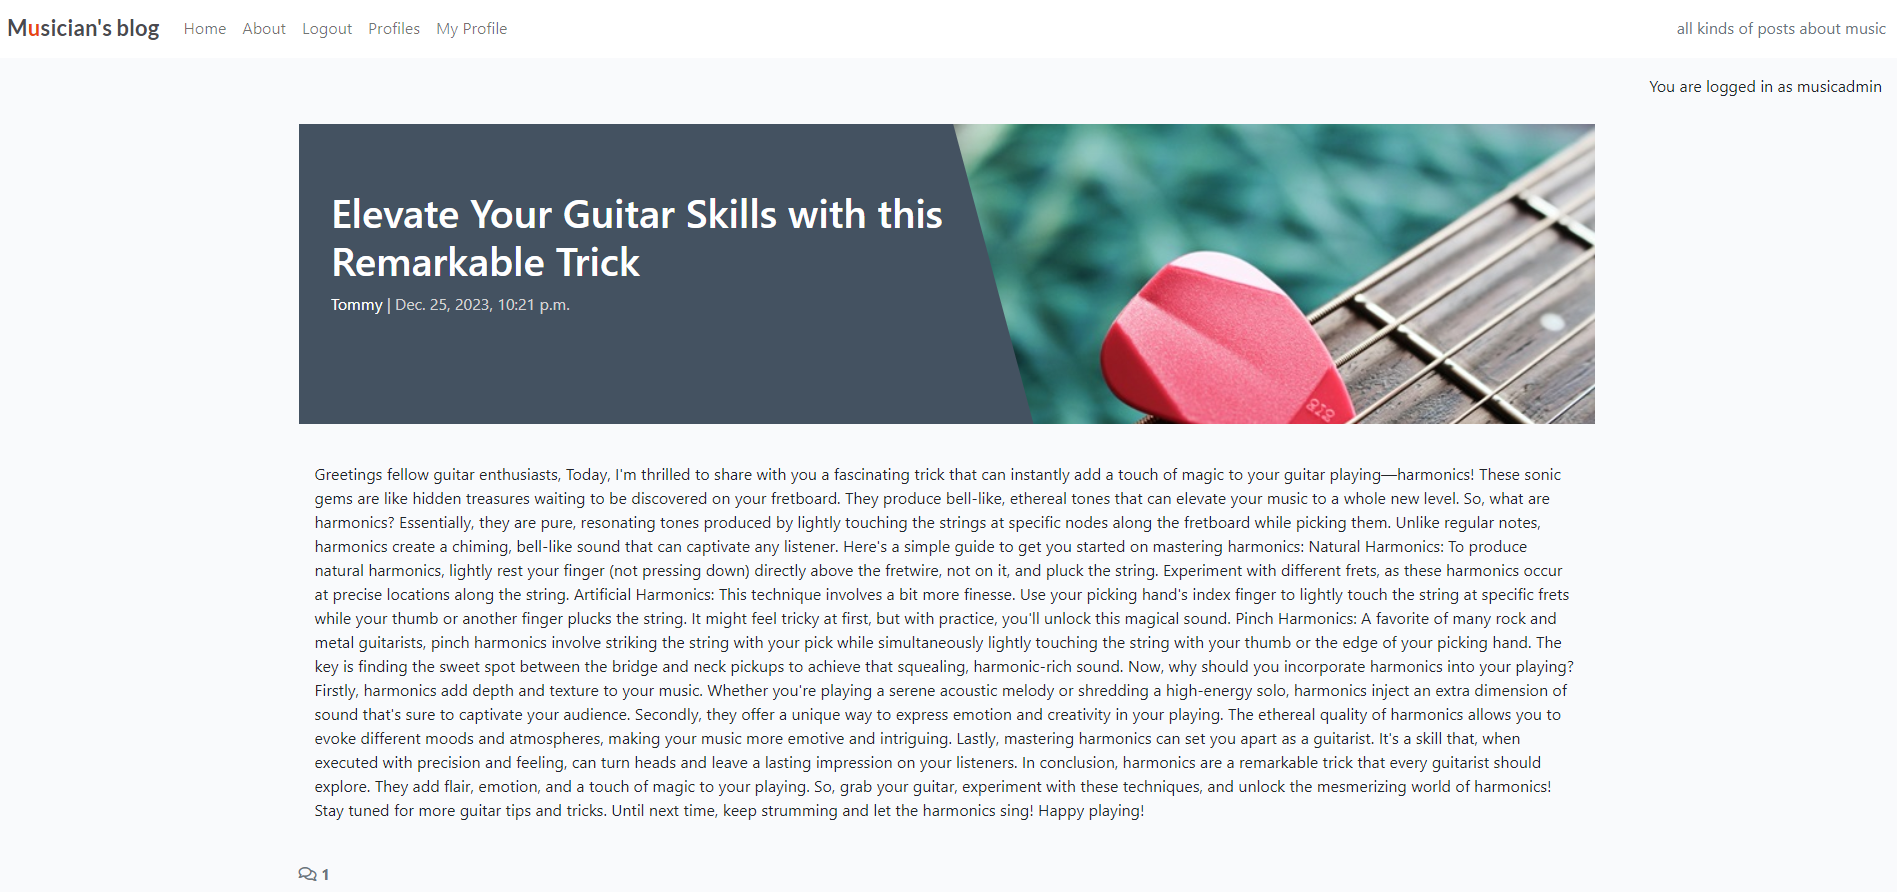 Musician's blog Home About Logout Profiles My Profile all kinds of posts about music
You are logged in as musicadmin
Elevate Your Guitar Skills with this
Remarkable Trick
Tommy | Dec. 25, 2023, 10:21 p.m.
Greetings fellow guitar enthusiasts, Today, I'm thrilled to share with you a fascinating trick that can instantly add a touch of magic to your guitar playing—harmonics! These sonic
gems are like hidden treasures waiting to be discovered on your fretboard. They produce bell-like, ethereal tones that can elevate your music to a whole new level. So, what are
harmonics? Essentially, they are pure, resonating tones produced by lightly touching the strings at specific nodes along the fretboard while picking them. Unlike regular notes,
harmonics create a chiming, bell-like sound that can captivate any listener. Here's a simple guide to get you started on mastering harmonics: Natural Harmonics: To produce
natural harmonics, lightly rest your finger (not pressing down) directly above the fretwire, not on it, and pluck the string. Experiment with different frets, as these harmonics occur
at precise locations along the string. Artificial Harmonics: This technique involves a bit more finesse. Use your picking hand's index finger to lightly touch the string at specific frets
while your thumb or another finger plucks the string. It might feel tricky at first, but with practice, you'll unlock this magical sound. Pinch Harmonics: A favorite of many rock and
metal guitarists, pinch harmonics involve striking the string with your pick while simultaneously lightly touching the string with your thumb or the edge of your picking hand. The
key is finding the sweet spot between the bridge and neck pickups to achieve that squealing, harmonic-rich sound. Now, why should you incorporate harmonics into your playing?
Firstly, harmonics add depth and texture to your music. Whether you're playing a serene acoustic melody or shredding a high-energy solo, harmonics inject an extra dimension of
sound that's sure to captivate your audience. Secondly, they offer a unique way to express emotion and creativity in your playing. The ethereal quality of harmonics allows you to
evoke different moods and atmospheres, making your music more emotive and intriguing. Lastly, mastering harmonics can set you apart as a guitarist. It's a skill that, when
executed with precision and feeling, can turn heads and leave a lasting impression on your listeners. In conclusion, harmonics are a remarkable trick that every guitarist should
explore. They add flair, emotion, and a touch of magic to your playing. So, grab your guitar, experiment with these techniques, and unlock the mesmerizing world of harmonics!
Stay tuned for more guitar tips and tricks. Until next time, keep strumming and let the harmonics sing! Happy playing!
1